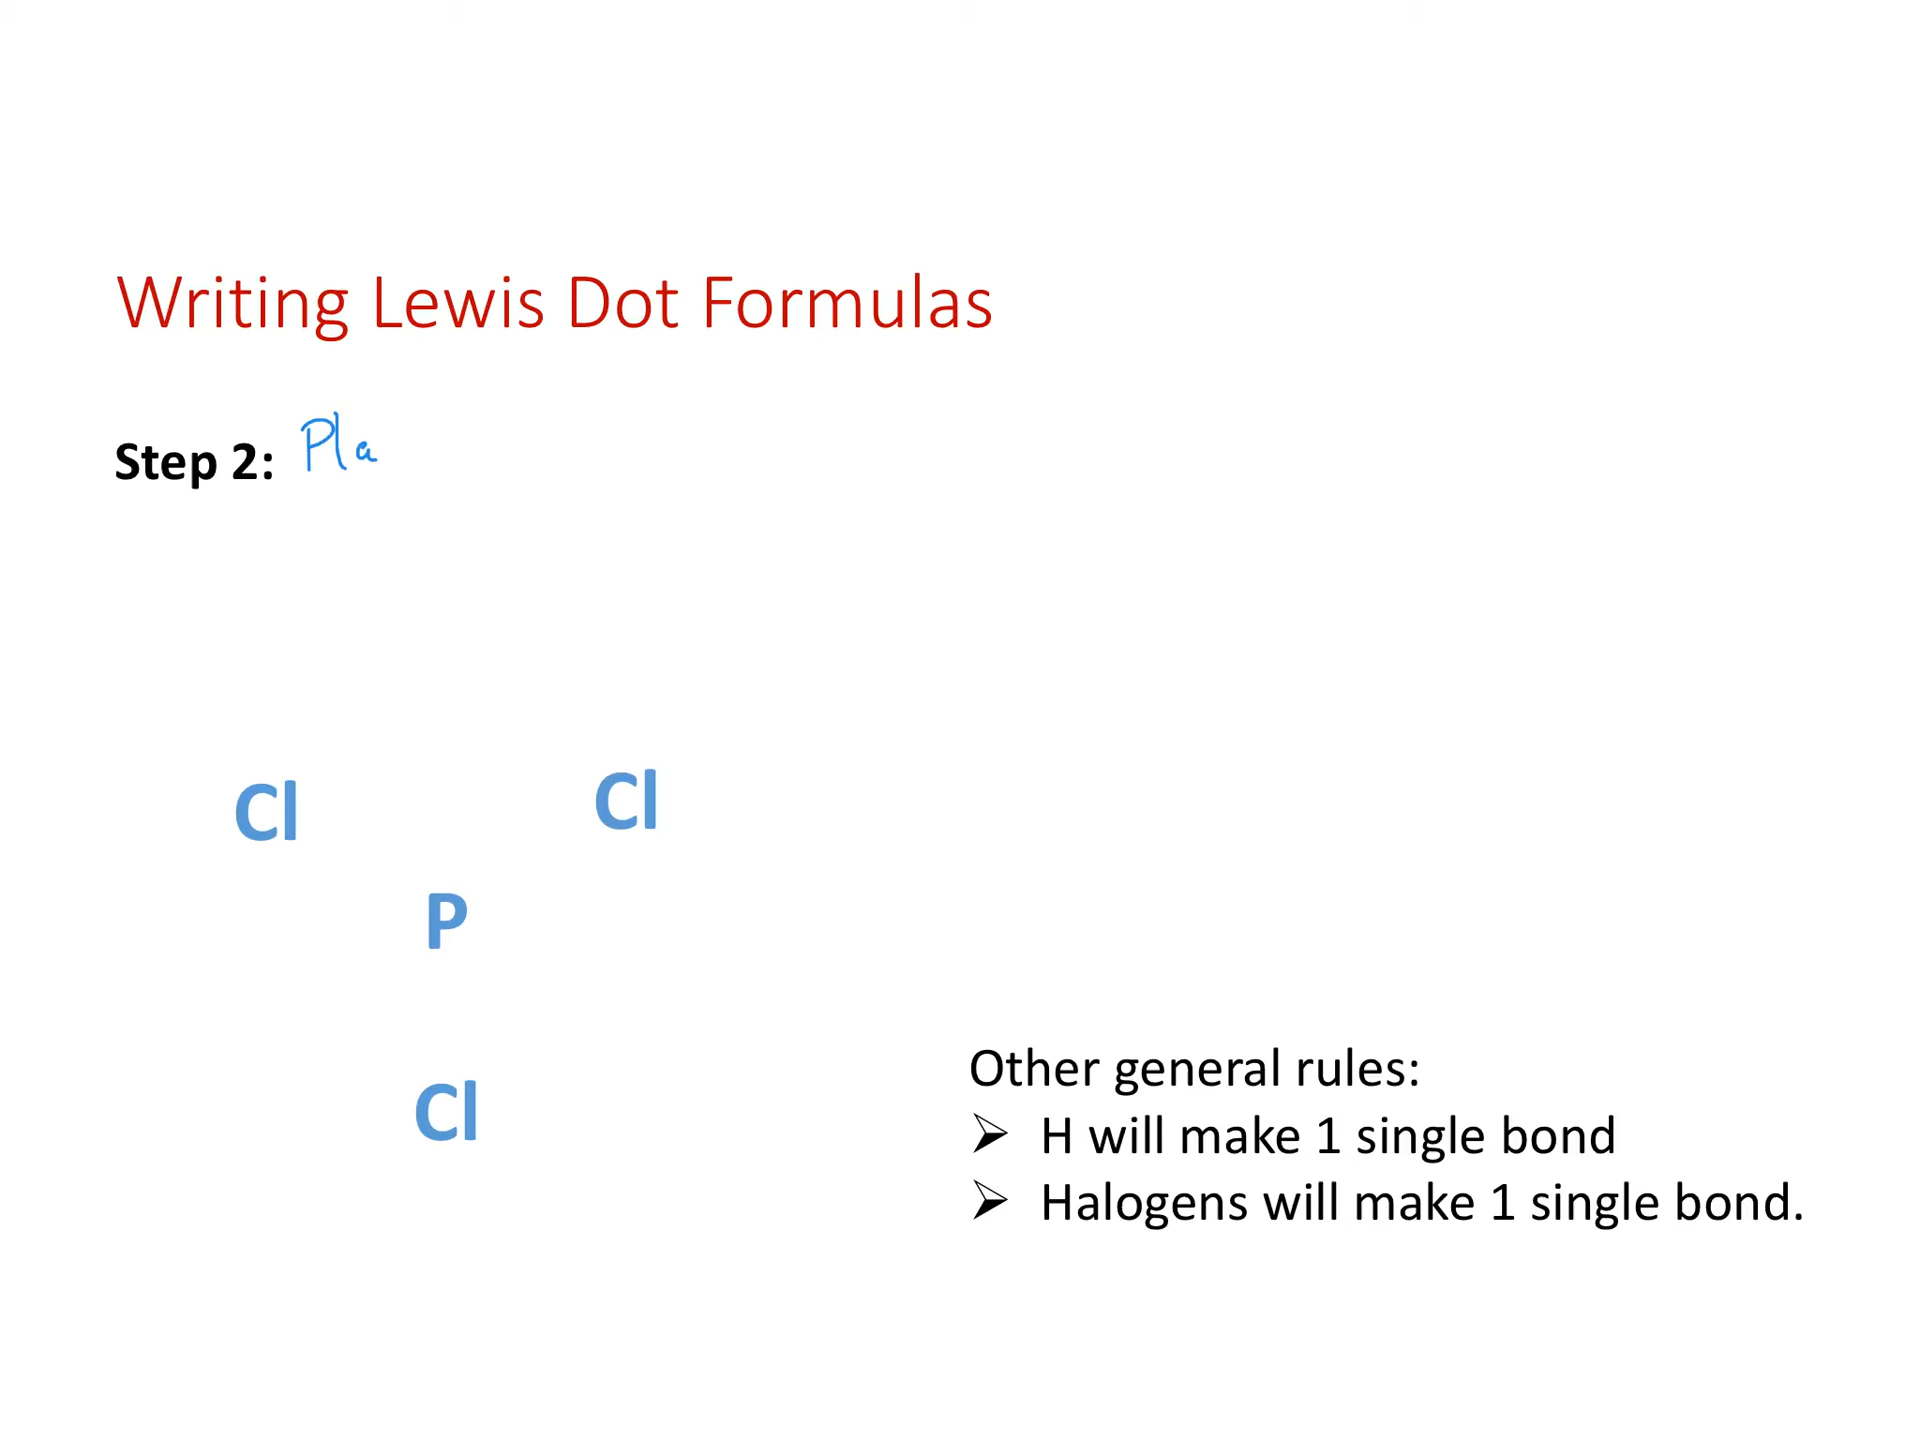 Writing Lewis Dot Formulas
Step 2: Pla
Cl Cl
P
Cl
Other general rules:
➢ H will make 1 single bond
➢ Halogens will make 1 single bond.